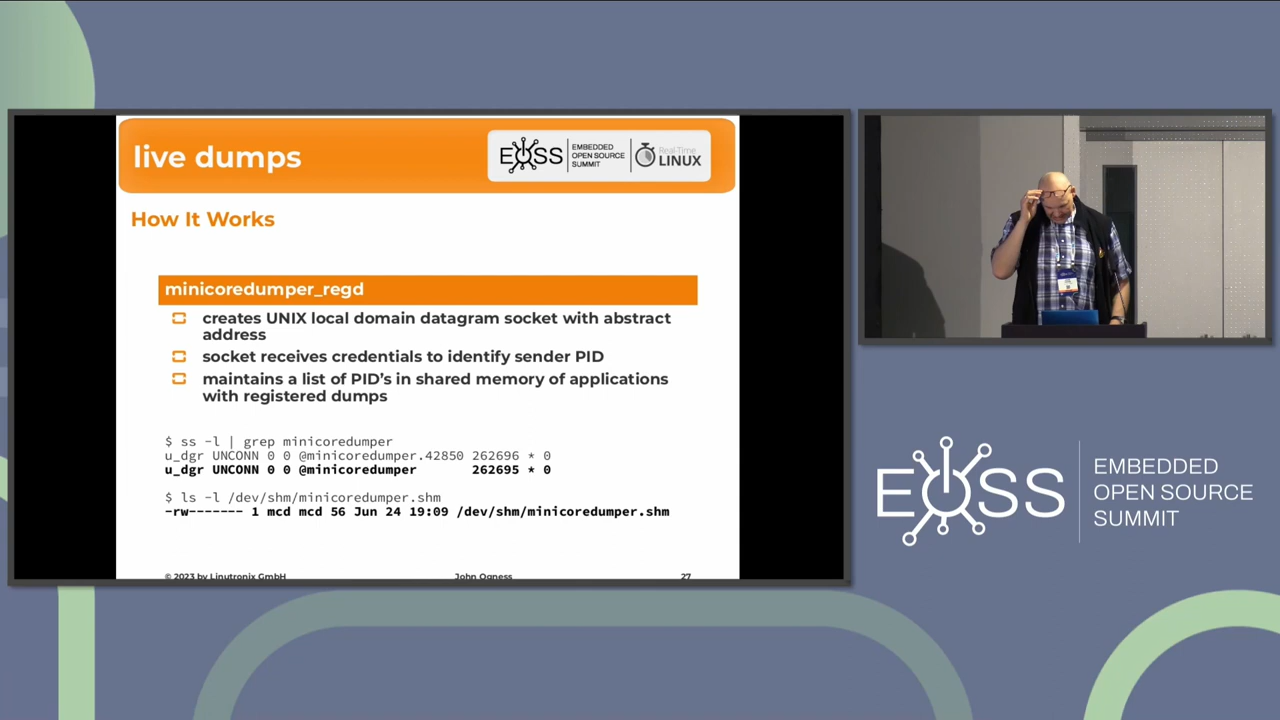 live dumps
EOSS
EMBEDDED
OPEN SOURCE
SUMMIT
Real-Time
LINUX
How It Works
minicoredumper_regd
creates UNIX local domain datagram socket with abstract
address
socket receives credentials to identify sender PID
maintains a list of PID's in shared memory of applications
with registered dumps
$ ss -l | grep minicoredumper
u_dgr UNCONN 0 0 @minicoredumper.42850 262696 * 0
u_dgr UNCONN 0 0 @minicoredumper 262695 * 0
$ ls -l /dev/shm/minicoredumper.shm
-rw------- 1 mcd mcd 56 Jun 24 19:09 /dev/shm/minicoredumper.shm
© 2023 by Linutronix GmbH
John Ogness
27
EOSS
EMBEDDED
OPEN SOURCE
SUMMIT